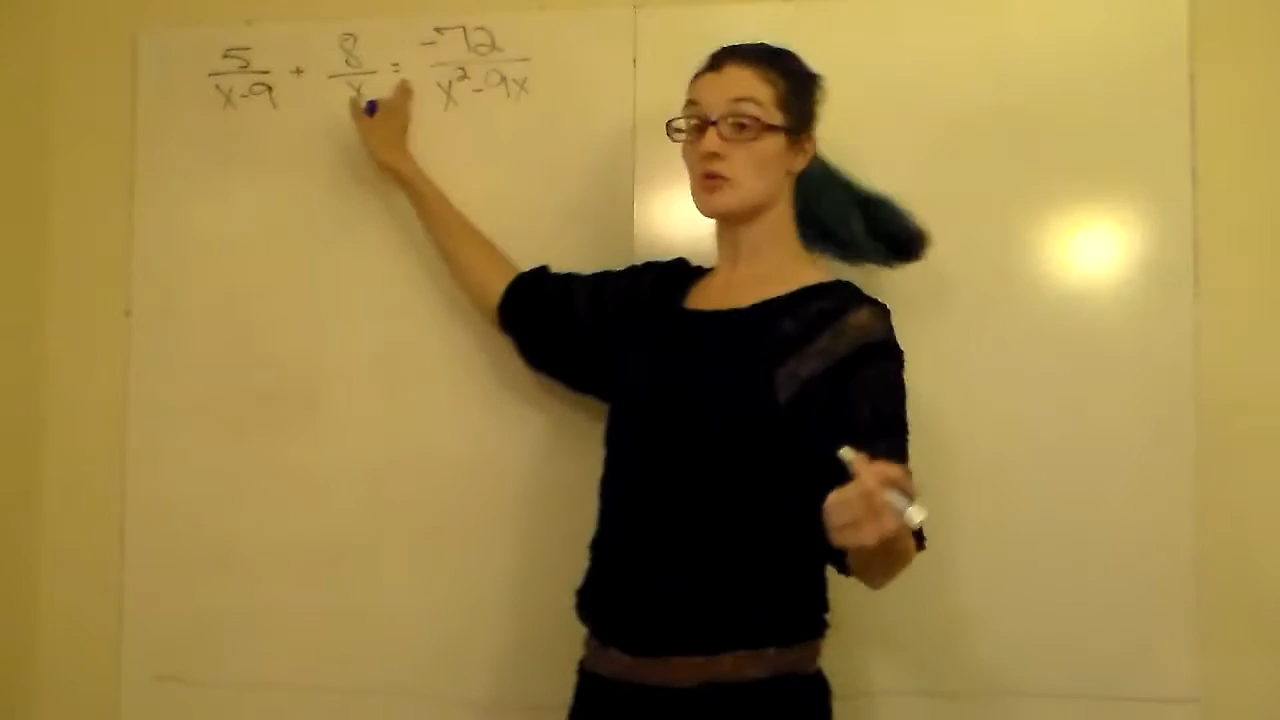 5/(x-9) + 8/x = -72/(x²-9x)